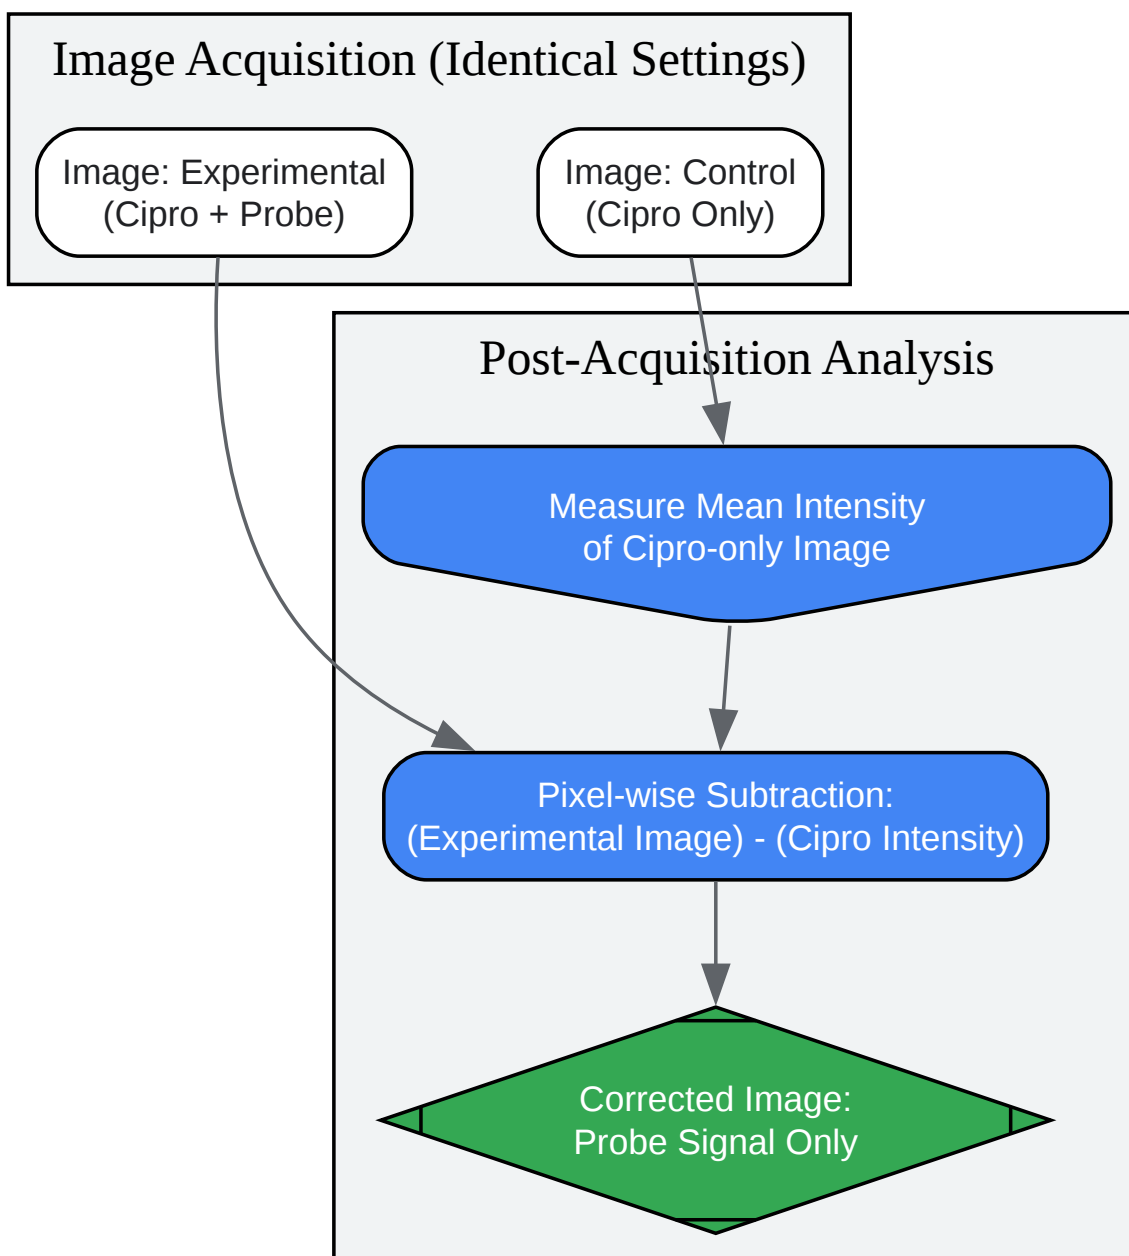 Image Acquisition (Identical Settings)
Image: Experimental
(Cipro + Probe)
Image: Control
(Cipro Only)
Post-Acquisition Analysis
Measure Mean Intensity
of Cipro-only Image
Pixel-wise Subtraction:
(Experimental Image) - (Cipro Intensity)
Corrected Image:
Probe Signal Only